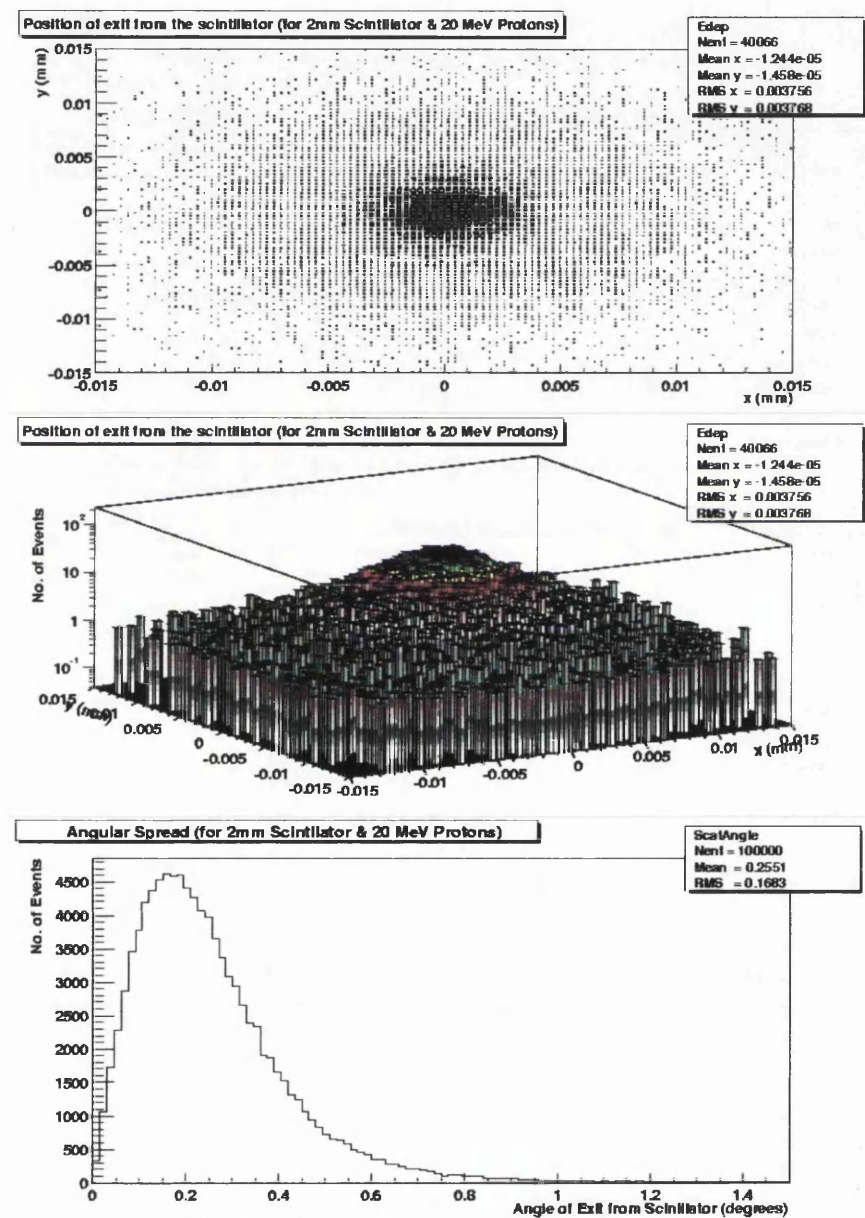 Position of exit from the scintillator (for 2mm Scintillator & 20 MeV Protons)
Edep
Nent = 40066
Mean x = -1.244e-05
Mean y = -1.458e-05
RMS x = 0.003756
RMS y = 0.003768
y (mm)
0.015
0.01
0.005
0
-0.005
-0.01
-0.015
-0.015 -0.01 -0.005 0 0.005 0.01 0.015
x (mm)
Position of exit from the scintillator (for 2mm Scintillator & 20 MeV Protons)
Edep
Nent = 40066
Mean x = -1.244e-05
Mean y = -1.458e-05
RMS x = 0.003756
RMS y = 0.003768
No. of Events
10²
10
1
10⁻¹
0.015 0.01 0.005 0 -0.005 -0.01 -0.015
y (mm)
-0.015 -0.01 -0.005 0 0.005 0.01 0.015
x (mm)
Angular Spread (for 2mm Scintillator & 20 MeV Protons)
ScatAngle
Nent = 100000
Mean = 0.2551
RMS = 0.1683
No. of Events
4500
4000
3500
3000
2500
2000
1500
1000
500
0
0 0.2 0.4 0.6 0.8 1 1.2 1.4
Angle of Exit from Scintillator (degrees)